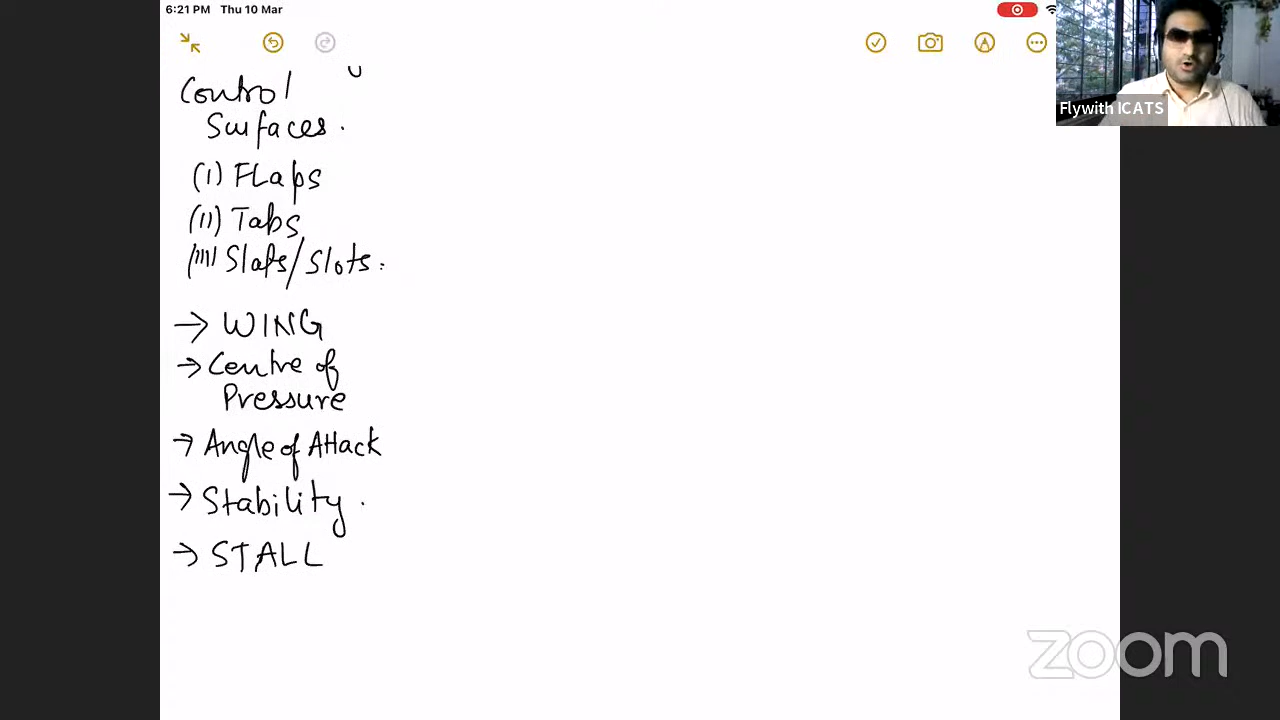 6:21 PM Thu 10 Mar
Flywith ICATS
Control
Surfaces.
(I) FLaps
(II) Tabs
(III) Slats/Slots.
→ WING
→ Centre of
Pressure
→ Angle of Attack
→ Stability.
→ STALL
zoom